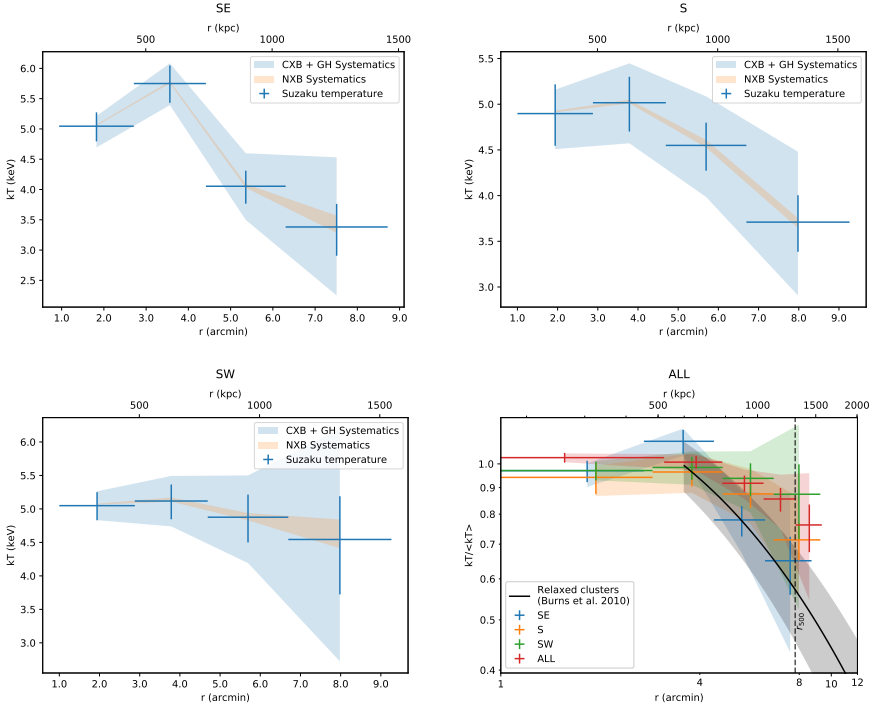 SE
r (kpc)
500 1000 1500
CXB + GH Systematics
NXB Systematics
Suzaku temperature
kT (keV)
6.0
5.5
5.0
4.5
4.0
3.5
3.0
2.5
1.0 2.0 3.0 4.0 5.0 6.0 7.0 8.0 9.0
r (arcmin)
S
r (kpc)
500 1000 1500
CXB + GH Systematics
NXB Systematics
Suzaku temperature
kT (keV)
5.5
5.0
4.5
4.0
3.5
3.0
1.0 2.0 3.0 4.0 5.0 6.0 7.0 8.0 9.0
r (arcmin)
SW
r (kpc)
500 1000 1500
CXB + GH Systematics
NXB Systematics
Suzaku temperature
kT (keV)
6.0
5.5
5.0
4.5
4.0
3.5
3.0
1.0 2.0 3.0 4.0 5.0 6.0 7.0 8.0 9.0
r (arcmin)
ALL
r (kpc)
500 1000 1500 2000
kT/<kT>
1.0
0.9
0.8
0.7
0.6
0.5
0.4
Relaxed clusters
(Burns et al. 2010)
SE
S
SW
ALL
r500
1 4 8 10 12
r (arcmin)